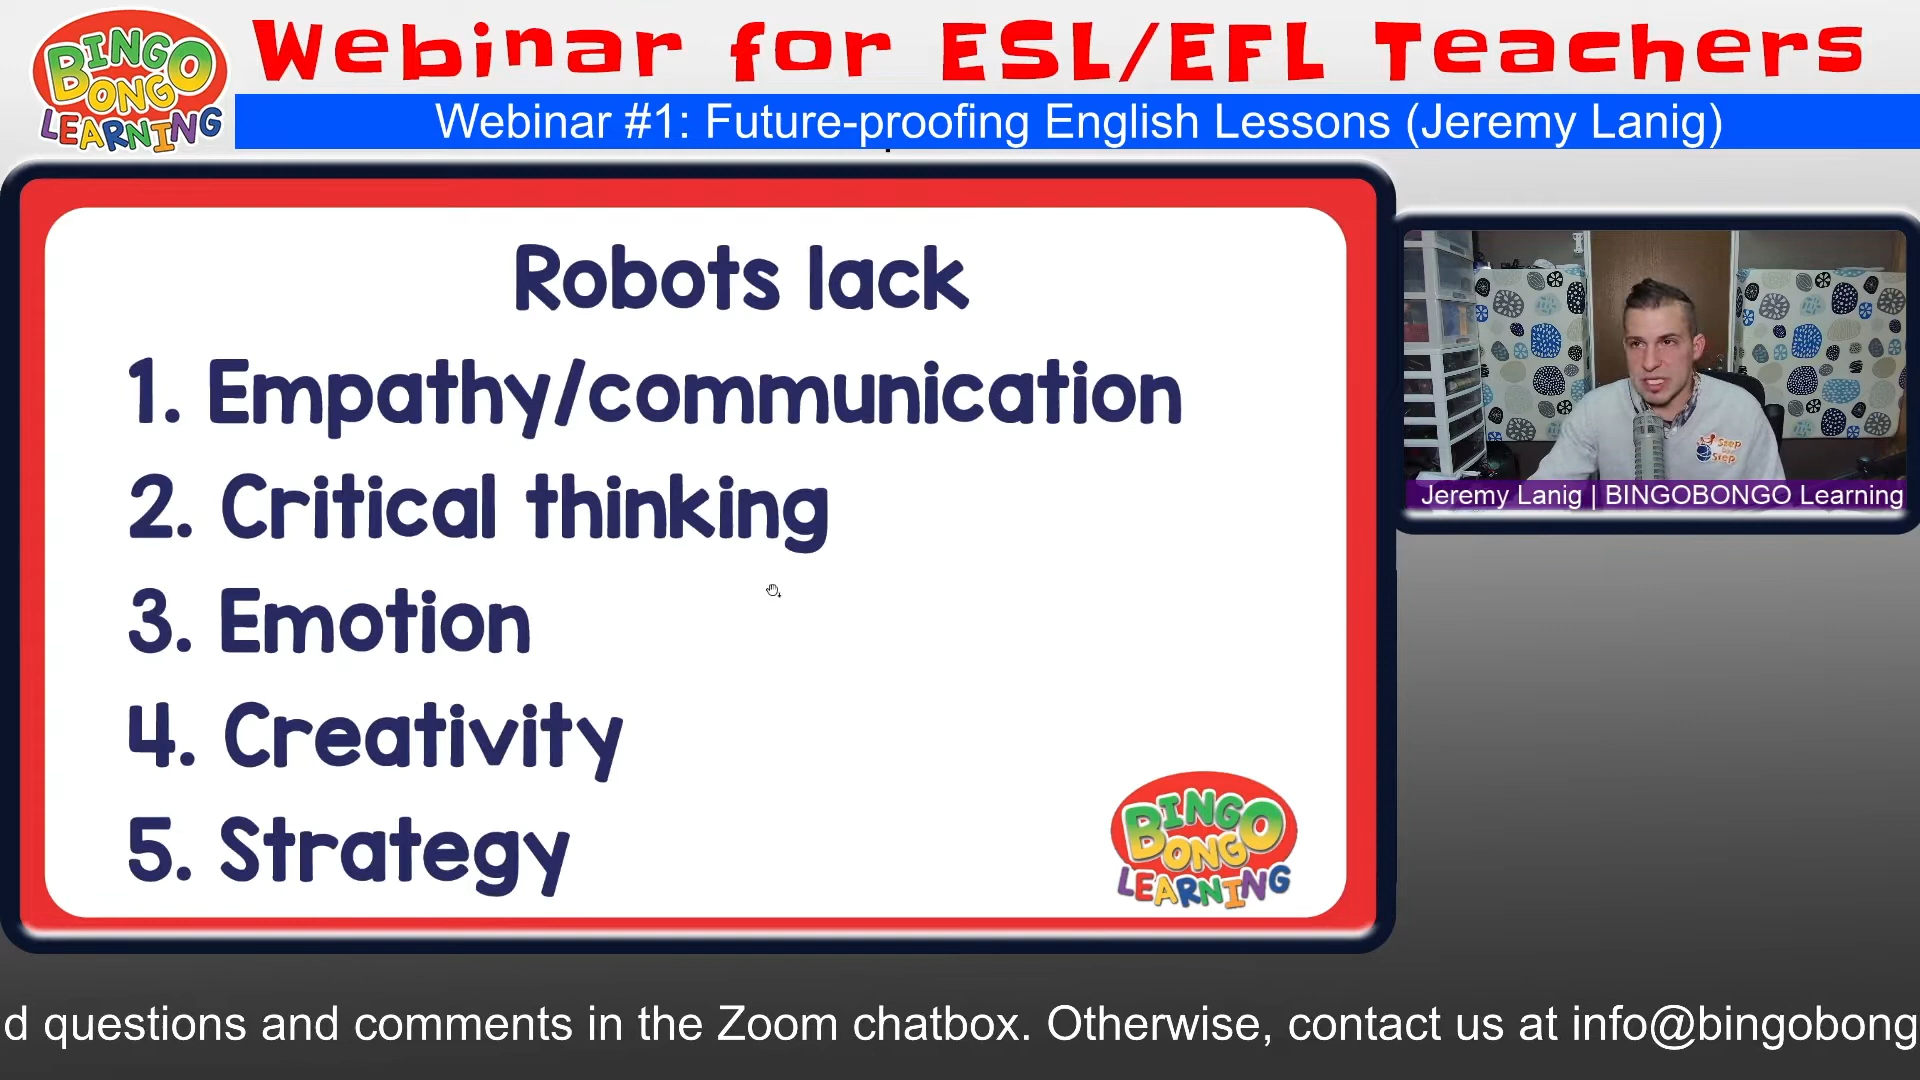 BINGO
BONGO
LEARNING
Webinar for ESL/EFL Teachers
Webinar #1: Future-proofing English Lessons (Jeremy Lanig)
Robots lack
1. Empathy/communication
2. Critical thinking
3. Emotion
4. Creativity
5. Strategy
BINGO
BONGO
LEARNING
Step
Step
Jeremy Lanig | BINGOBONGO Learning
d questions and comments in the Zoom chatbox. Otherwise, contact us at info@bingobong